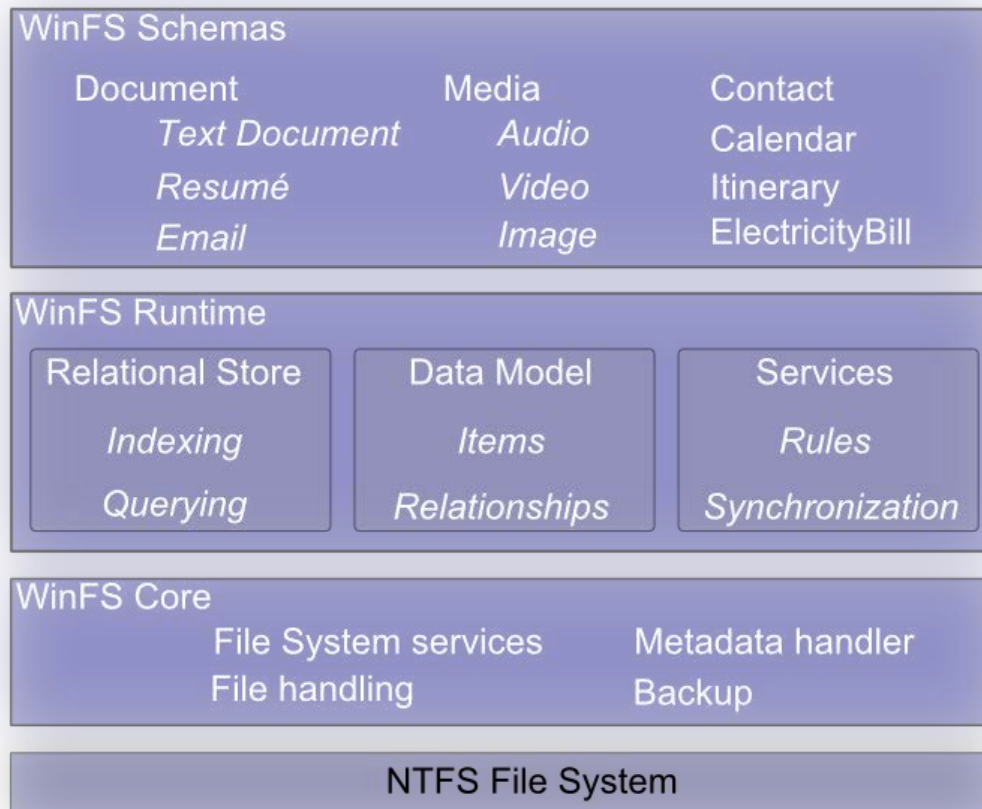 WinFS Schemas
Document
Text Document
Resumé
Email
Media
Audio
Video
Image
Contact
Calendar
Itinerary
ElectricityBill
WinFS Runtime
Relational Store
Indexing
Querying
Data Model
Items
Relationships
Services
Rules
Synchronization
WinFS Core
File System services
File handling
Metadata handler
Backup
NTFS File System